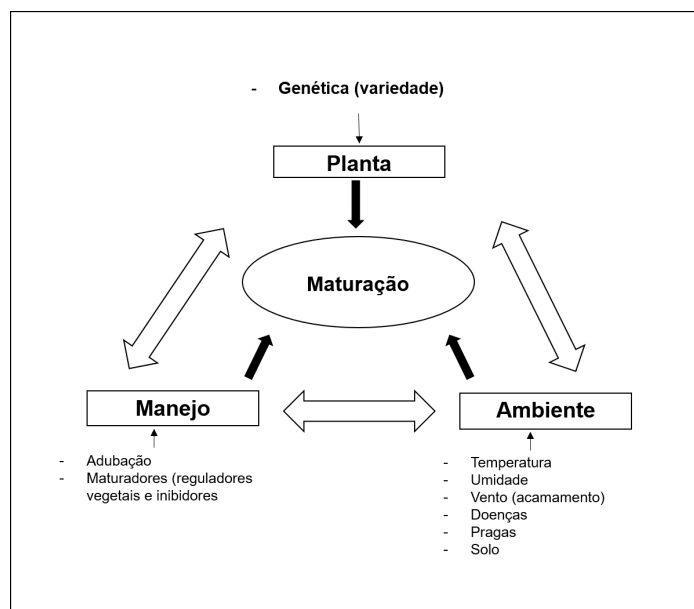 - Genética (variedade)
Planta
Maturação
Manejo
Ambiente
- Adubação
- Maturadores (reguladores
vegetais e inibidores
- Temperatura
- Umidade
- Vento (acamamento)
- Doenças
- Pragas
- Solo